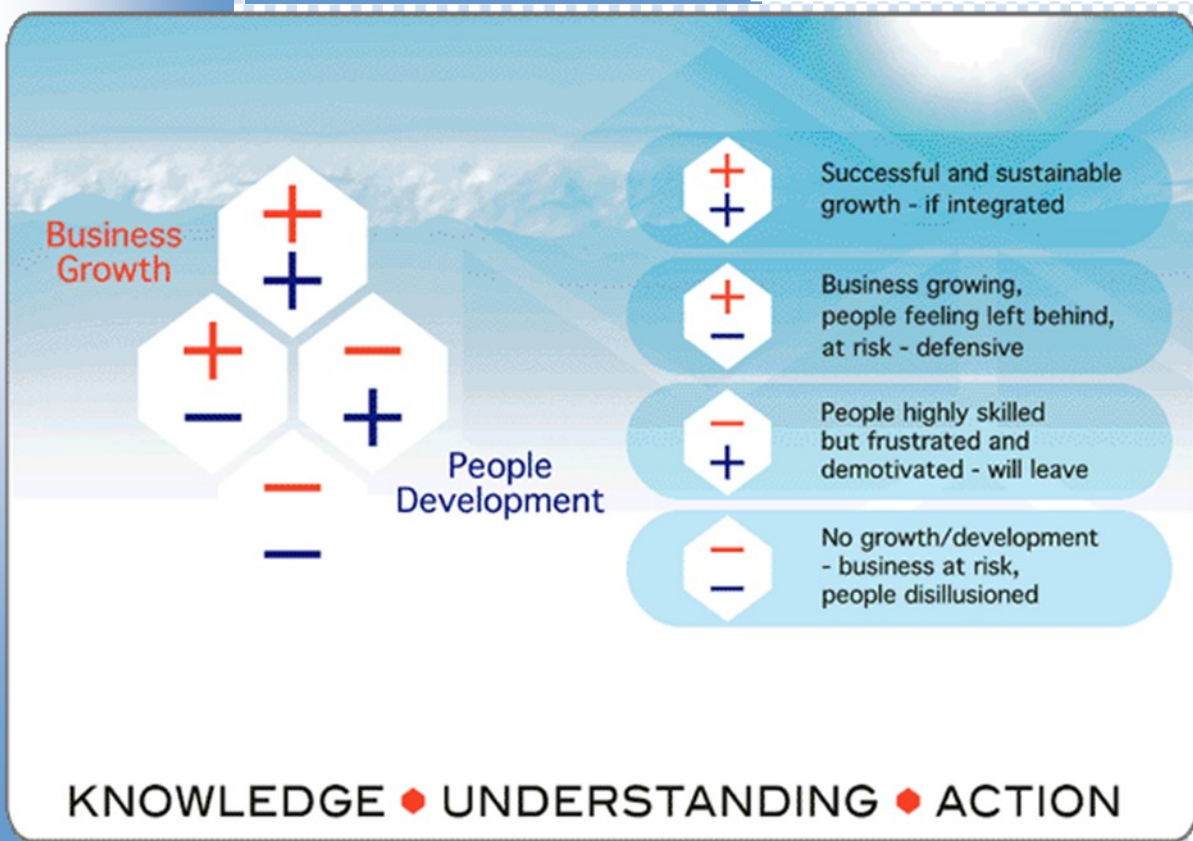 Business
Growth
+
+
+
−
−
+
−
−
People
Development
+
+
Successful and sustainable
growth - if integrated
+
−
Business growing,
people feeling left behind,
at risk - defensive
−
+
People highly skilled
but frustrated and
demotivated - will leave
−
−
No growth/development
- business at risk,
people disillusioned
KNOWLEDGE • UNDERSTANDING • ACTION